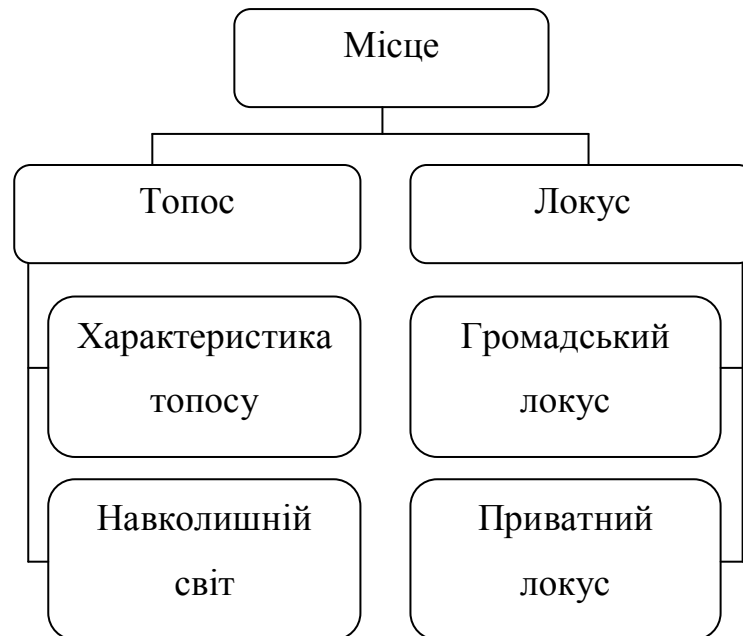 Місце
Топос
Локус
Характеристика
топосу
Громадський
локус
Навколишній
світ
Приватний
локус